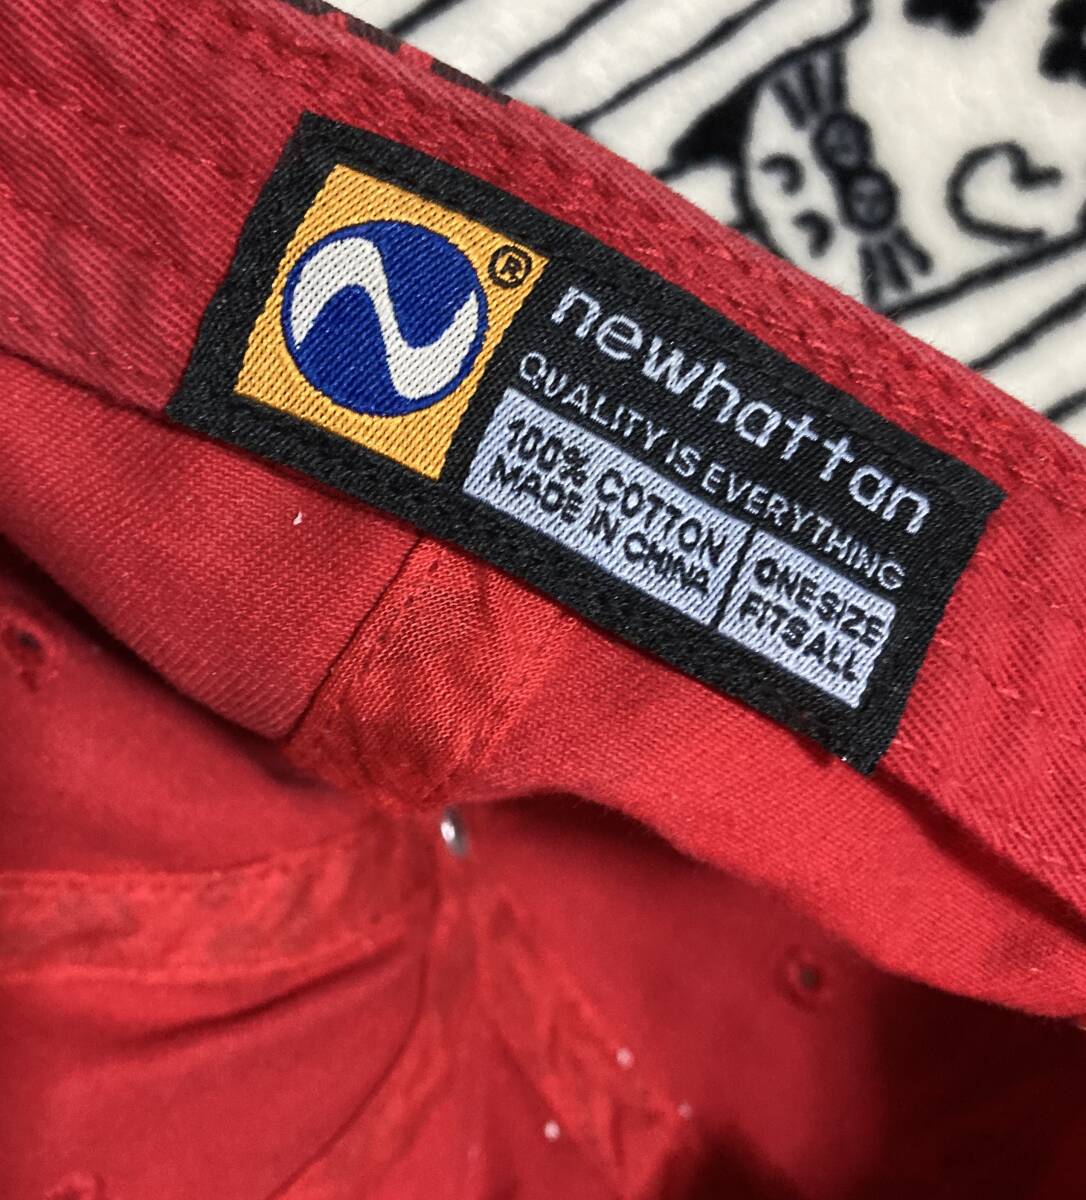 ®
newhattan
QUALITY IS EVERYTHING
100% COTTON
MADE IN CHINA
ONE SIZE
FITS ALL